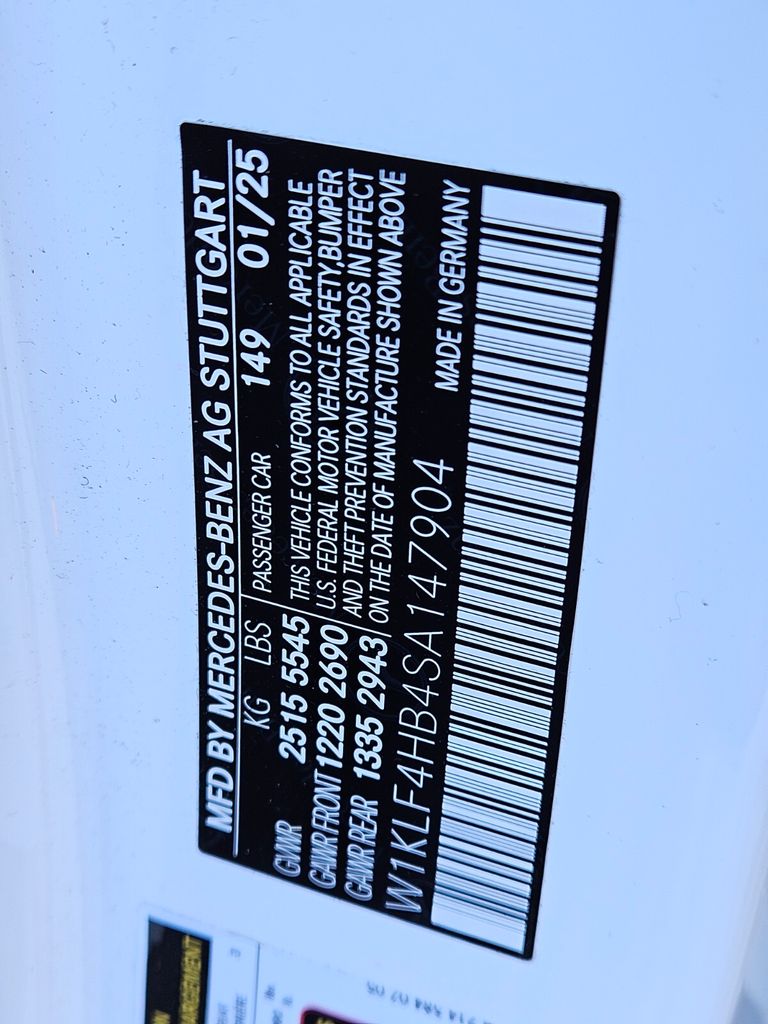 MFD BY MERCEDES-BENZ AG STUTTGART
KG LBS PASSENGER CAR 149 01/25
GVWR 2515 5545 THIS VEHICLE CONFORMS TO ALL APPLICABLE
GAWR FRONT 1220 2690 U.S. FEDERAL MOTOR VEHICLE SAFETY,BUMPER
GAWR REAR 1335 2943 AND THEFT PREVENTION STANDARDS IN EFFECT
ON THE DATE OF MANUFACTURE SHOWN ABOVE
W1KLF4HB4SA147904 MADE IN GERMANY